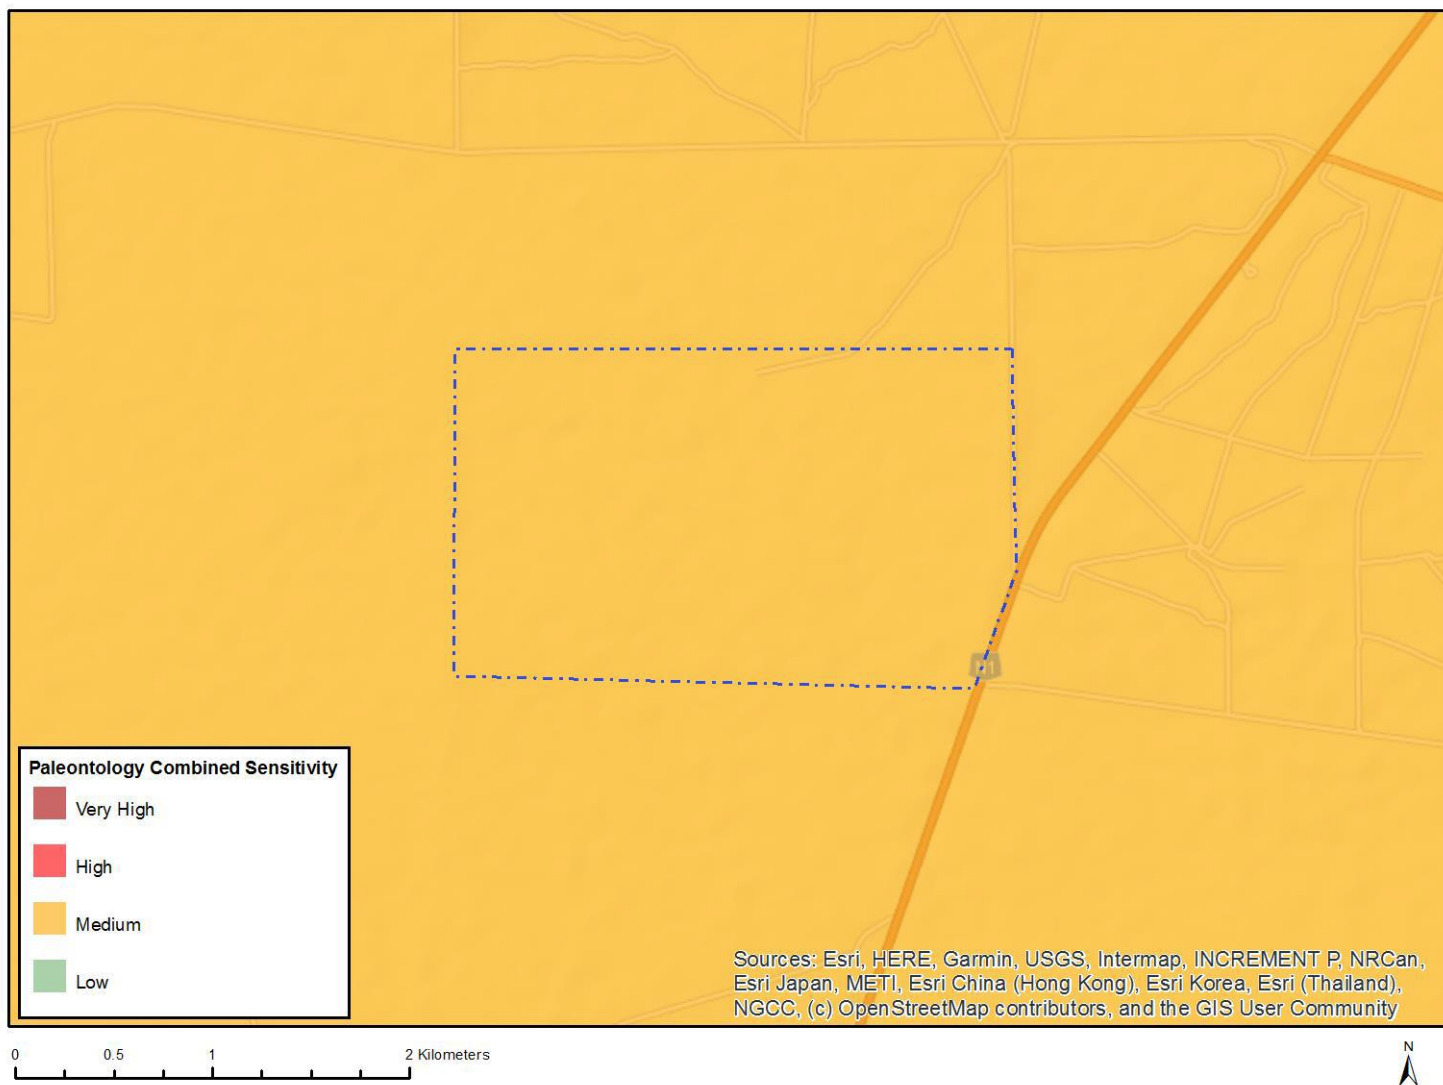 Paleontology Combined Sensitivity
Very High
High
Medium
Low
Sources: Esri, HERE, Garmin, USGS, Intermap, INCREMENT P, NRCan,
Esri Japan, METI, Esri China (Hong Kong), Esri Korea, Esri (Thailand),
NGCC, (c) OpenStreetMap contributors, and the GIS User Community
0 0.5 1 2 Kilometers
N